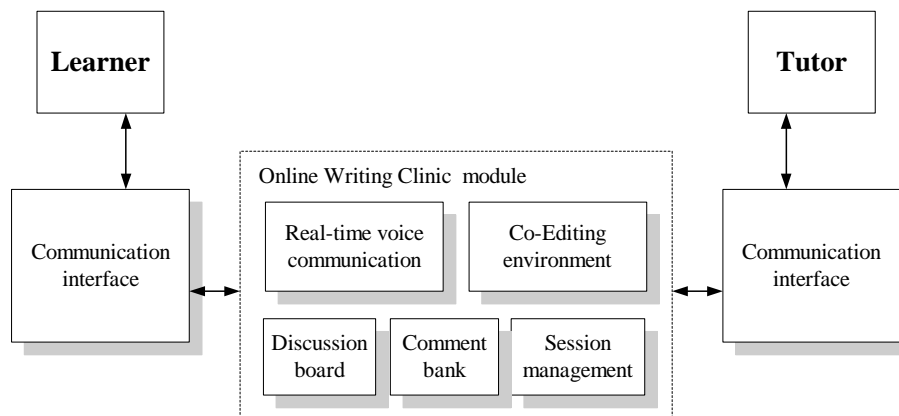 Learner
Tutor
Online Writing Clinic module
Communication
interface
Real-time voice
communication
Co-Editing
environment
Communication
interface
Discussion
board
Comment
bank
Session
management